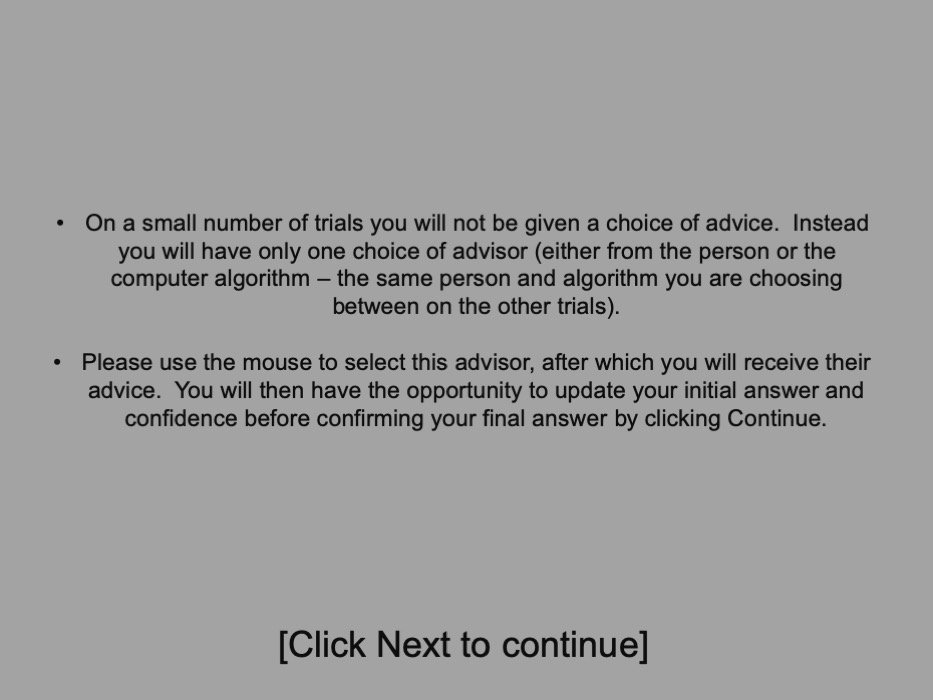 • On a small number of trials you will not be given a choice of advice.  Instead
you will have only one choice of advisor (either from the person or the
computer algorithm – the same person and algorithm you are choosing
between on the other trials).
• Please use the mouse to select this advisor, after which you will receive their
advice.  You will then have the opportunity to update your initial answer and
confidence before confirming your final answer by clicking Continue.
[Click Next to continue]